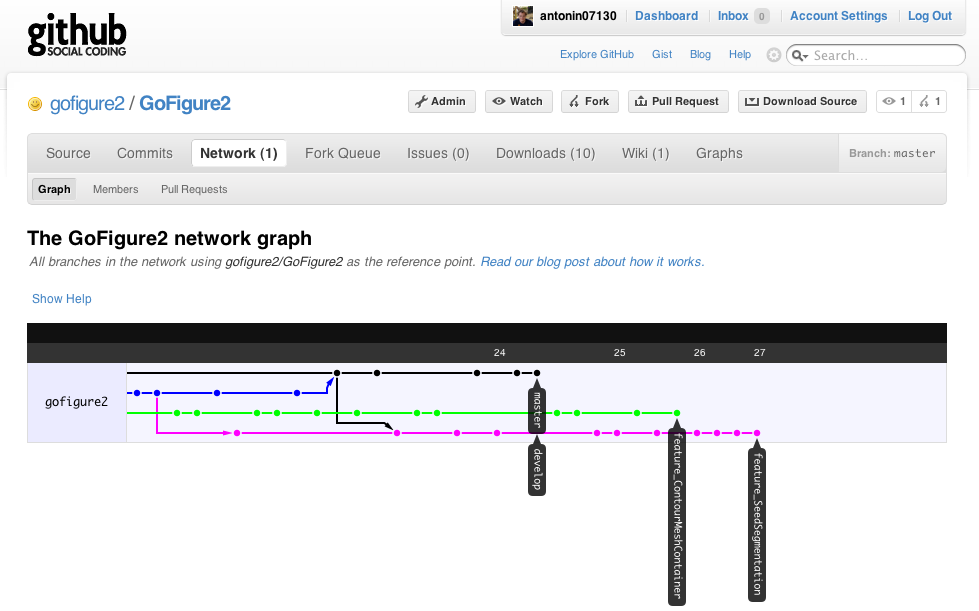 github
SOCIAL CODING
antonin07130 Dashboard Inbox 0 Account Settings Log Out
Explore GitHub Gist Blog Help Search...
gofigure2 / GoFigure2 Admin Watch Fork Pull Request Download Source 1 1
Source Commits Network (1) Fork Queue Issues (0) Downloads (10) Wiki (1) Graphs Branch: master
Graph Members Pull Requests
The GoFigure2 network graph
All branches in the network using gofigure2/GoFigure2 as the reference point. Read our blog post about how it works.
Show Help
24 25 26 27
gofigure2
master
develop
feature_ContourMeshContainer
feature_SeedSegmentation